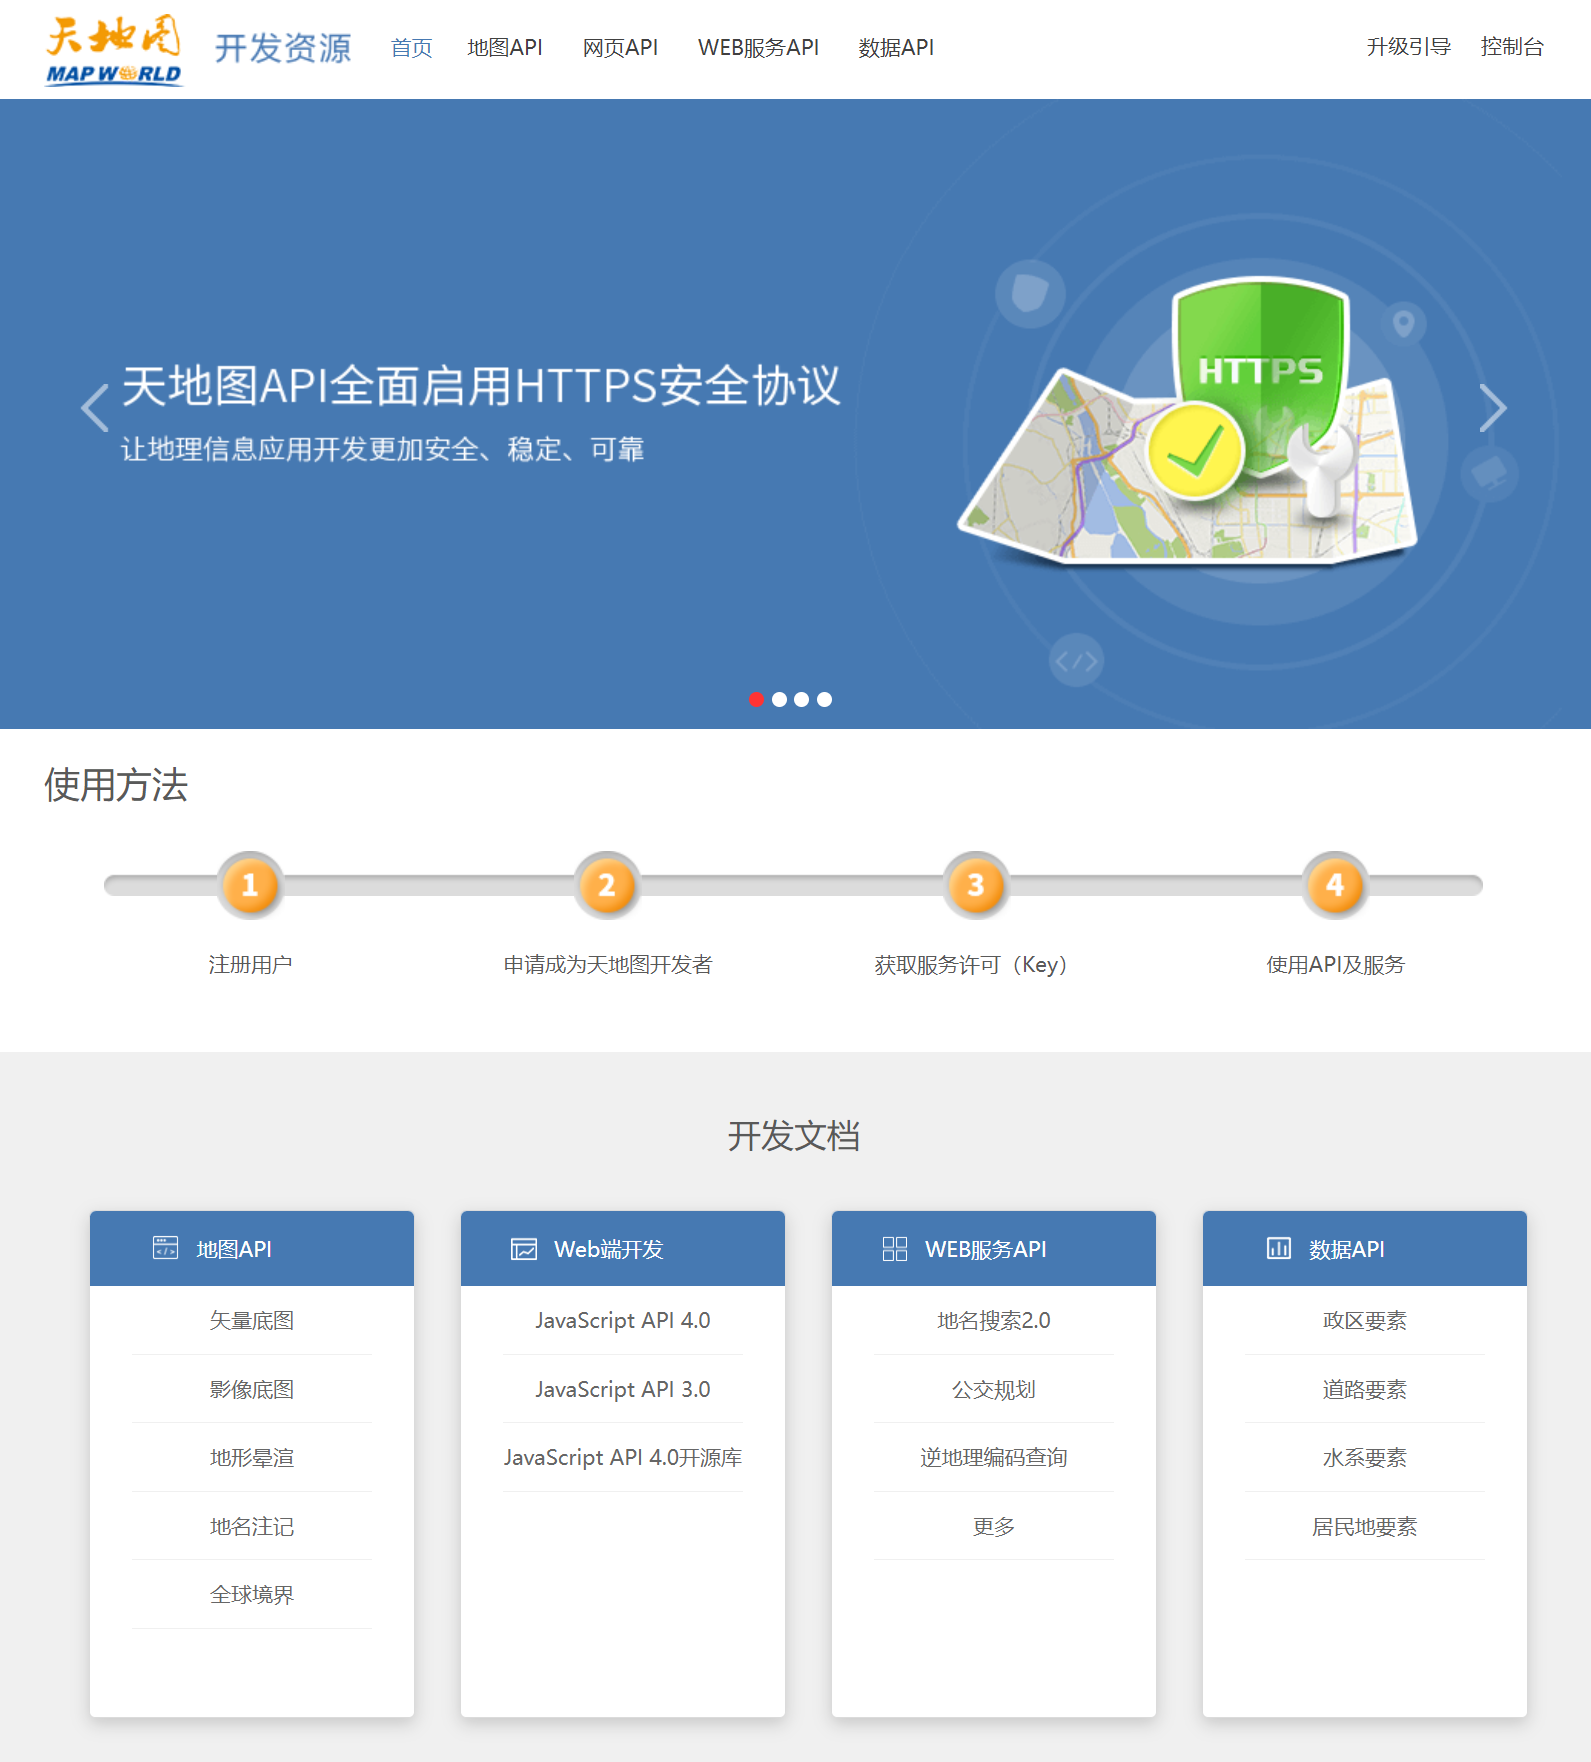 天地图
MAP WORLD
开发资源
首页
地图API
网页API
WEB服务API
数据API
升级引导
控制台
HTTPS
天地图API全面启用HTTPS安全协议
让地理信息应用开发更加安全、稳定、可靠
使用方法
1
2
3
4
注册用户
申请成为天地图开发者
获取服务许可（Key）
使用API及服务
开发文档
地图API
矢量底图
影像底图
地形晕渲
地名注记
全球境界
Web端开发
JavaScript API 4.0
JavaScript API 3.0
JavaScript API 4.0开源库
WEB服务API
地名搜索2.0
公交规划
逆地理编码查询
更多
数据API
政区要素
道路要素
水系要素
居民地要素